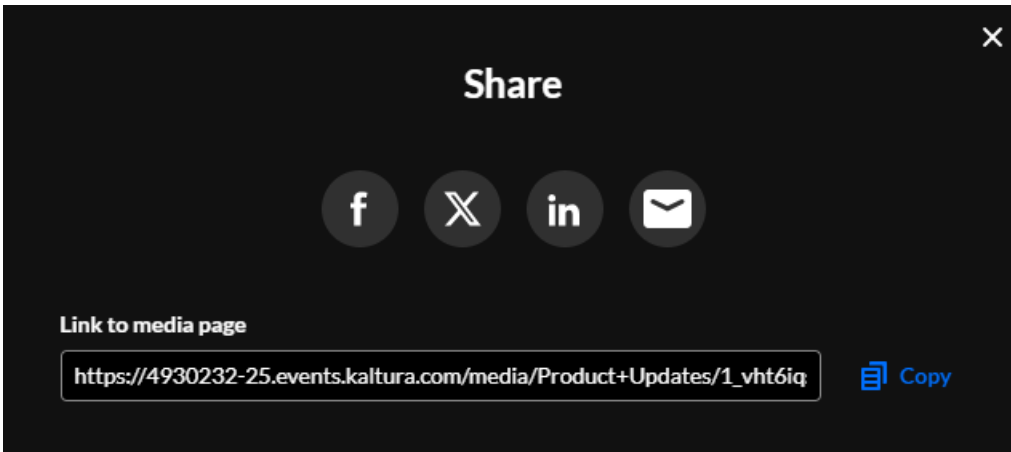 Share
Link to media page
https://4930232-25.events.kaltura.com/media/Product+Updates/1_vht6iq
Copy